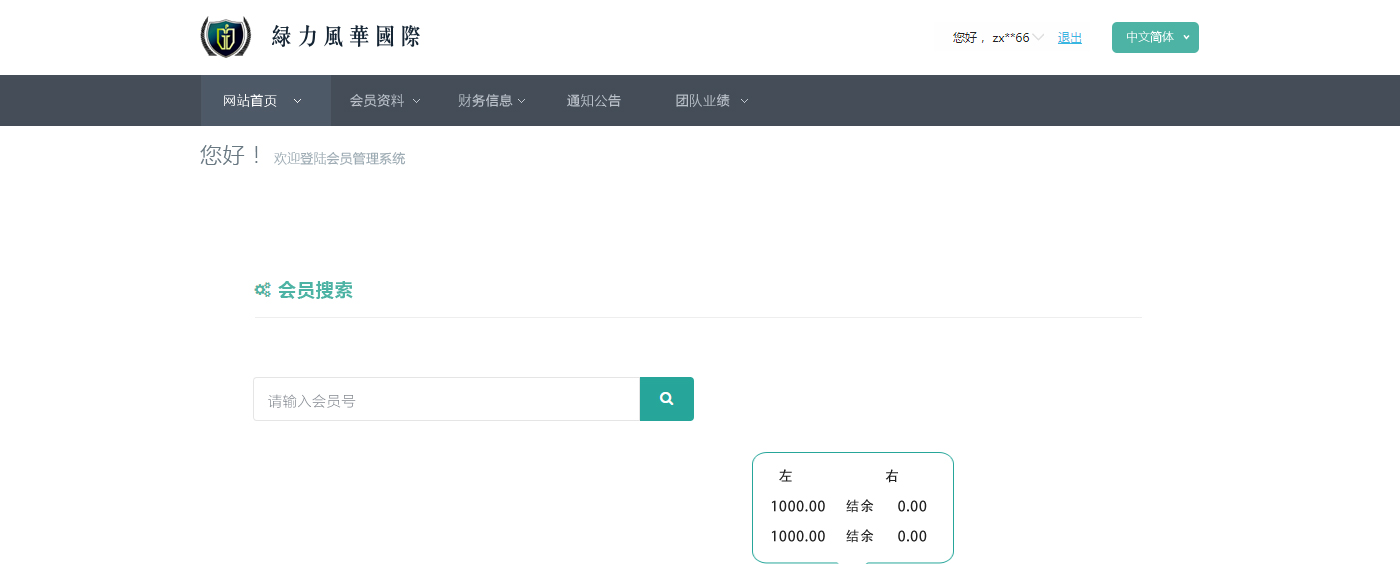 綠力風華國際
您好， zx**66 退出 中文简体
网站首页 会员资料 财务信息 通知公告 团队业绩
您好！ 欢迎登陆会员管理系统
会员搜索
请输入会员号
左 右
1000.00 结余 0.00
1000.00 结余 0.00